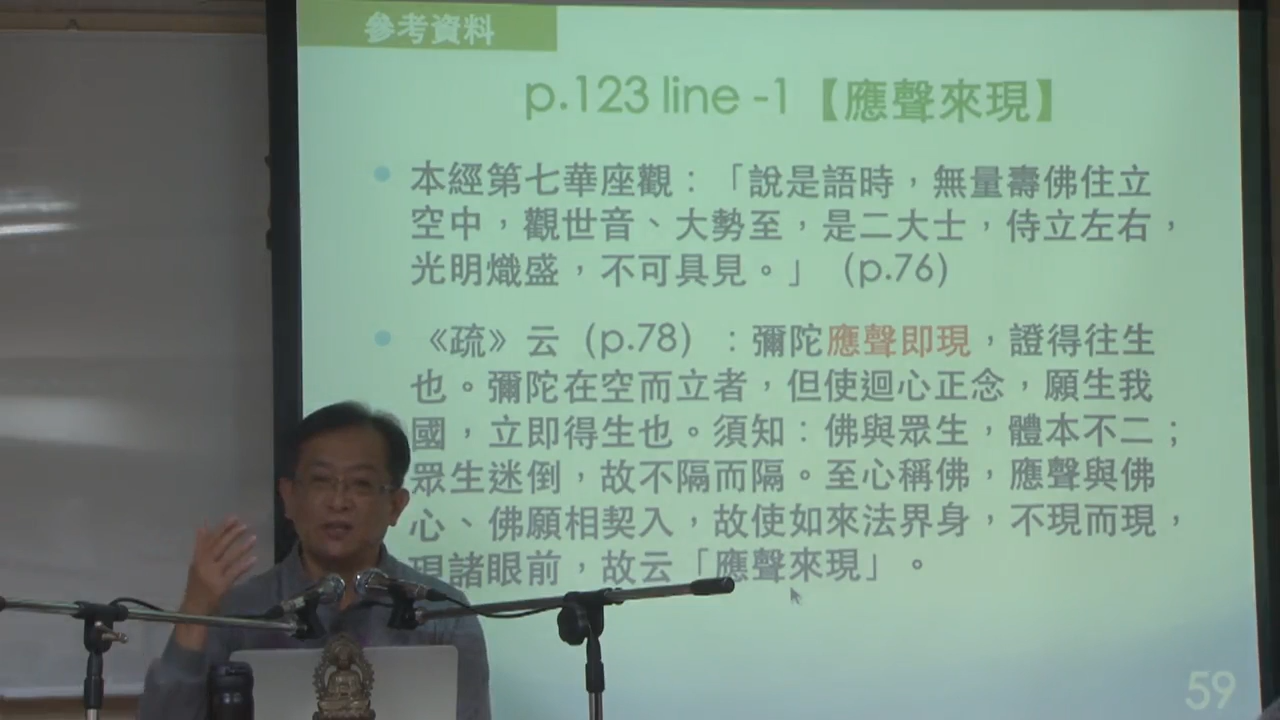 參考資料
p.123 line -1【應聲來現】
本經第七華座觀：「說是語時，無量壽佛住立
空中，觀世音、大勢至，是二大士，侍立左右，
光明熾盛，不可具見。」（p.76）
《疏》云（p.78）：彌陀應聲即現，證得往生
也。彌陀在空而立者，但使迴心正念，願生我
國，立即得生也。須知：佛與眾生，體本不二；
眾生迷倒，故不隔而隔。至心稱佛，應聲與佛
心、佛願相契入，故使如來法界身，不現而現，
現諸眼前，故云「應聲來現」。
59